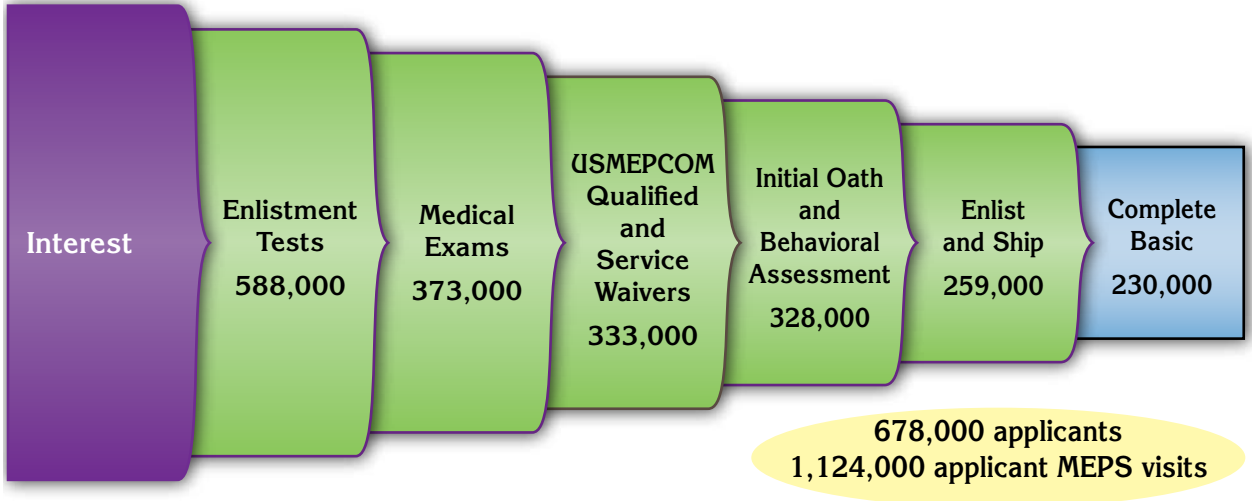 Interest
Enlistment
Tests
588,000
Medical
Exams
373,000
USMEPCOM
Qualified
and
Service
Waivers
333,000
Initial Oath
and
Behavioral
Assessment
328,000
Enlist
and Ship
259,000
Complete
Basic
230,000
678,000 applicants
1,124,000 applicant MEPS visits